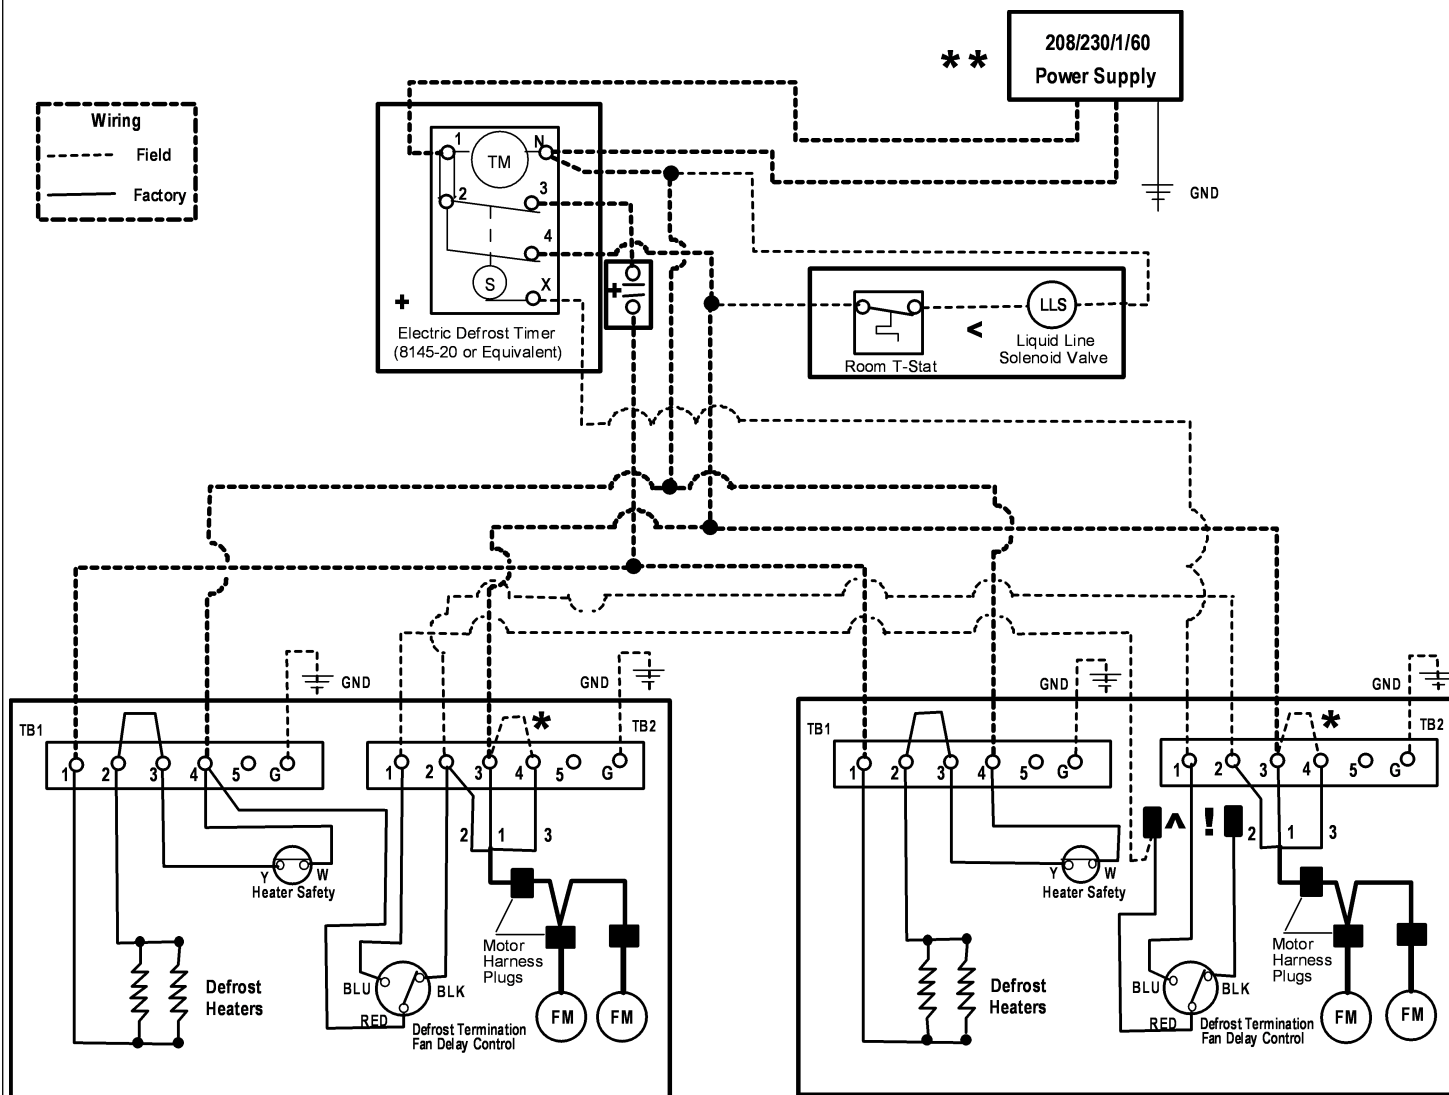 208/230/1/60
Power Supply
* *
Wiring
Field
Factory
1
TM
N
2
3
4
S
X
+
+
Electric Defrost Timer
(8145-20 or Equivalent)
GND
LLS
<
Liquid Line
Solenoid Valve
Room T-Stat
GND
GND
GND
GND
TB1
*
TB2
TB1
*
TB2
1 2 3 4 5 G
1 2 3 4 5 G
1 2 3 4 5 G
1 2 3 4 5 G
2 1 3
^ !
2 1 3
Y W
Heater Safety
Y W
Heater Safety
Motor
Harness
Plugs
Motor
Harness
Plugs
Defrost
Heaters
BLU
BLK
RED
Defrost Termination
Fan Delay Control
FM
FM
Defrost
Heaters
BLU
BLK
RED
Defrost Termination
Fan Delay Control
FM
FM